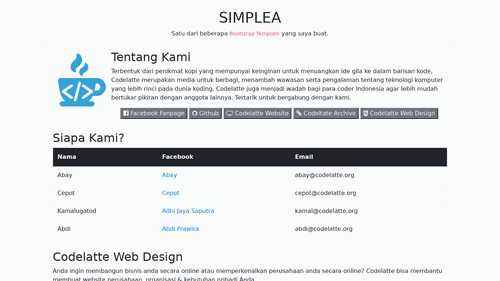 SIMPLEA
Satu dari beberapa Bootstrap Template yang saya buat.
Tentang Kami
Terbentuk dari penikmat kopi yang mempunyai keinginan untuk menuangkan ide gila ke dalam barisan kode,
Codelatte merupakan media untuk berbagi, menambah wawasan serta pengalaman tentang teknologi komputer
yang lebih rinci pada dunia koding. Codelatte juga menjadi wadah bagi para coder Indonesia agar lebih mudah
bertukar pikiran dengan anggota lainnya. Tertarik untuk bergabung dengan kami.
Facebook Fanpage Github Codelatte Website Codeltate Archive Codelatte Web Design
Siapa Kami?
Nama Facebook Email
Abay Abay abay@codelatte.org
Cepot Cepot cepot@codelatte.org
Kamalugatod Adhi Jaya Saputra kamal@codelatte.org
Abdi Abdi Prawira abdi@codelatte.org
Codelatte Web Design
Anda ingin membangun bisnis anda secara online atau memperkenalkan perusahaan anda secara online? Codelatte bisa membantu
membuat website perusahaan, organisasi & kebutuhan pribadi Anda.